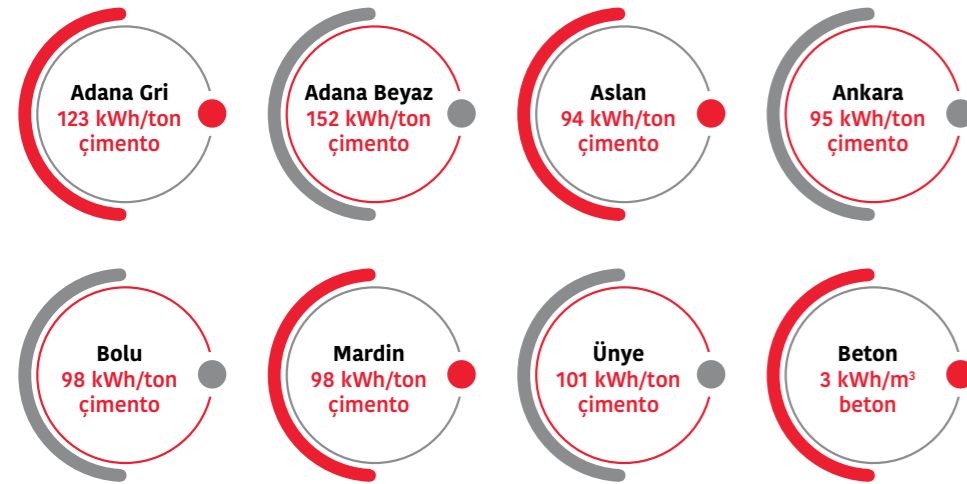 Adana Gri
123 kWh/ton
çimento
Adana Beyaz
152 kWh/ton
çimento
Aslan
94 kWh/ton
çimento
Ankara
95 kWh/ton
çimento
Bolu
98 kWh/ton
çimento
Mardin
98 kWh/ton
çimento
Ünye
101 kWh/ton
çimento
Beton
3 kWh/m³
beton